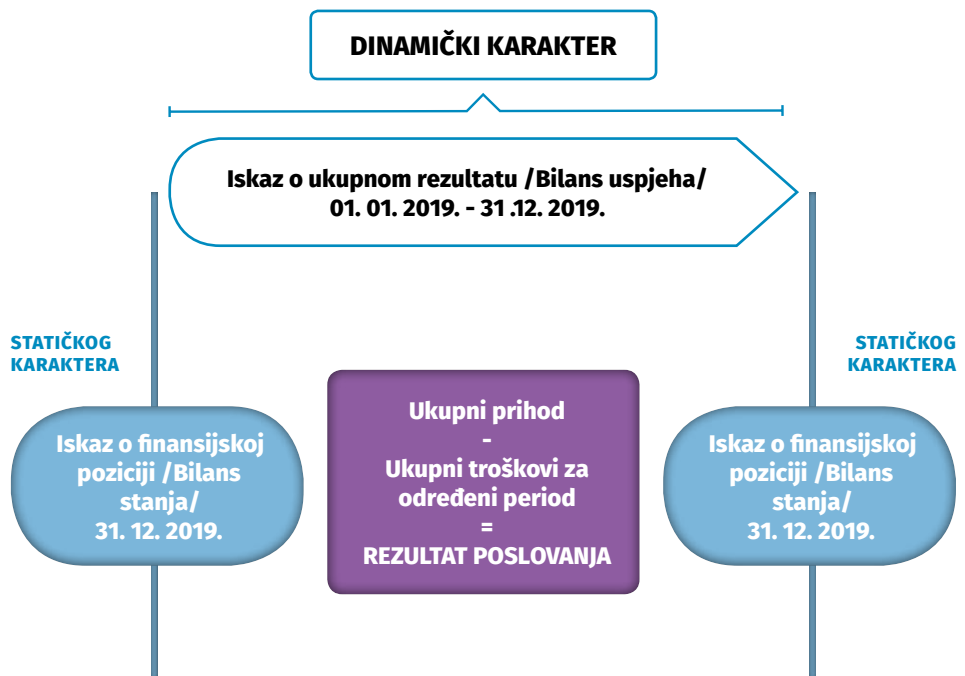 DINAMIČKI KARAKTER
Iskaz o ukupnom rezultatu /Bilans uspjeha/
01. 01. 2019. - 31 .12. 2019.
STATIČKOG
KARAKTERA
STATIČKOG
KARAKTERA
Iskaz o finansijskoj
poziciji /Bilans
stanja/
31. 12. 2019.
Ukupni prihod
-
Ukupni troškovi za
određeni period
=
REZULTAT POSLOVANJA
Iskaz o finansijskoj
poziciji /Bilans
stanja/
31. 12. 2019.